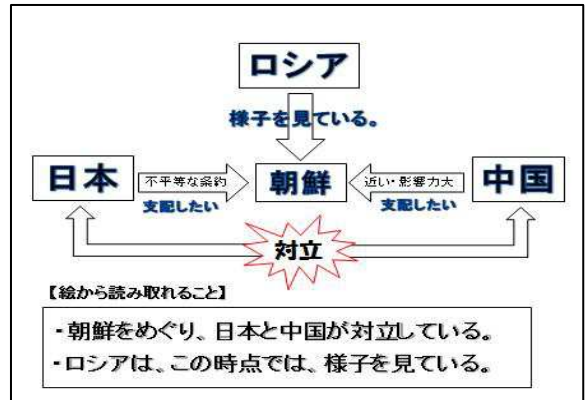 ロシア
様子を見ている。
日本
不平等な条約
支配したい
朝鮮
近い・影響力大
支配したい
中国
対立
【絵から読み取れること】
・朝鮮をめぐり、日本と中国が対立している。
・ロシアは、この時点では、様子を見ている。